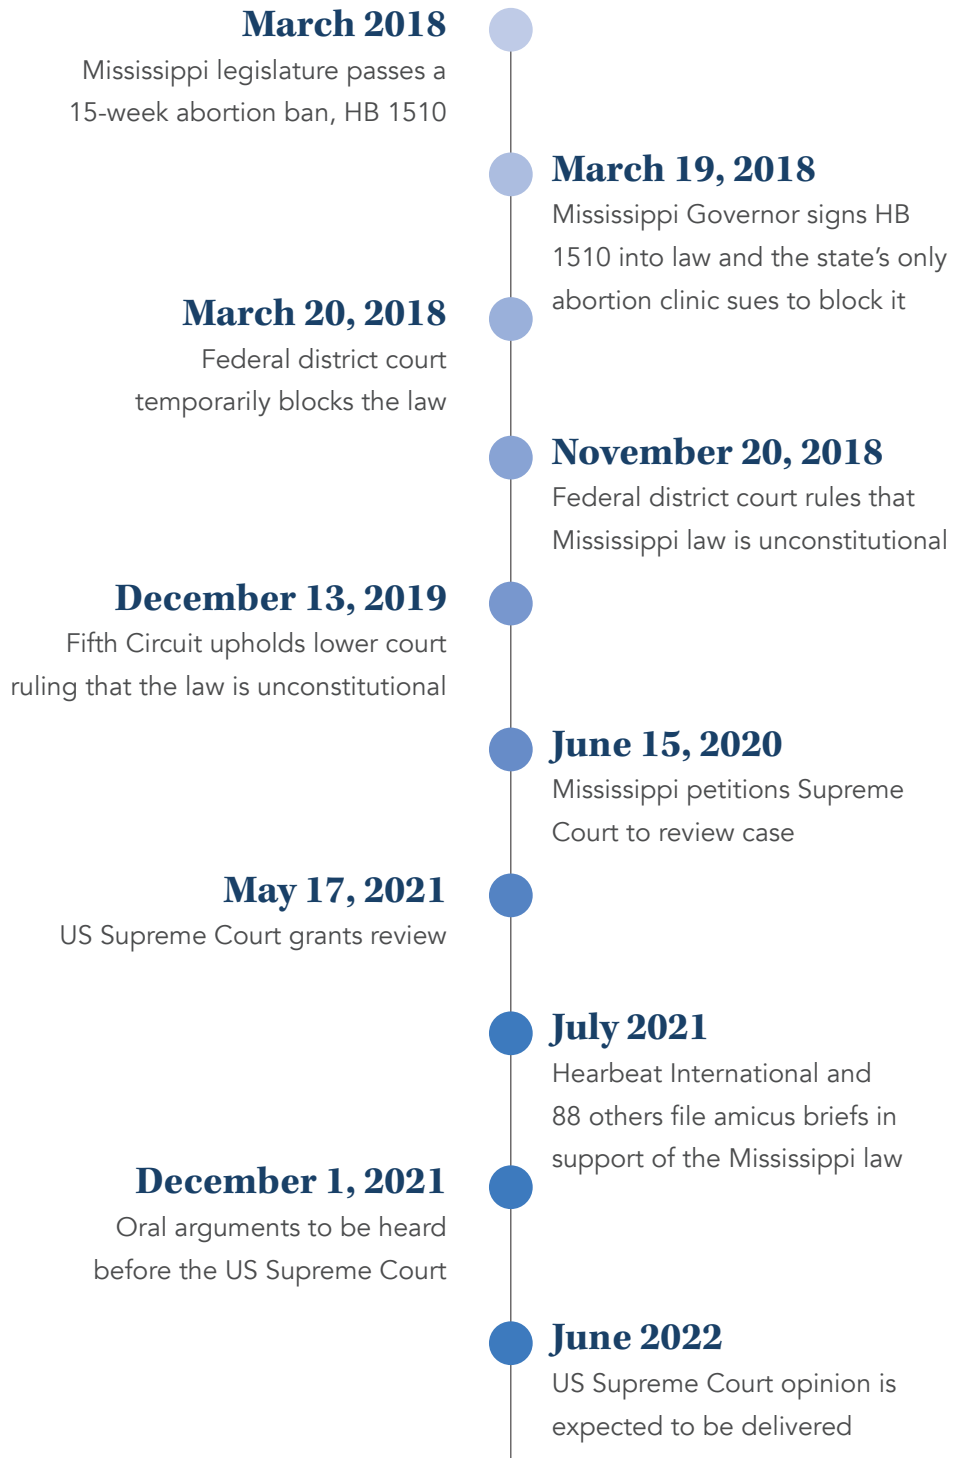 March 2018
Mississippi legislature passes a
15-week abortion ban, HB 1510
March 19, 2018
Mississippi Governor signs HB
1510 into law and the state’s only
abortion clinic sues to block it
March 20, 2018
Federal district court
temporarily blocks the law
November 20, 2018
Federal district court rules that
Mississippi law is unconstitutional
December 13, 2019
Fifth Circuit upholds lower court
ruling that the law is unconstitutional
June 15, 2020
Mississippi petitions Supreme
Court to review case
May 17, 2021
US Supreme Court grants review
July 2021
Hearbeat International and
88 others file amicus briefs in
support of the Mississippi law
December 1, 2021
Oral arguments to be heard
before the US Supreme Court
June 2022
US Supreme Court opinion is
expected to be delivered